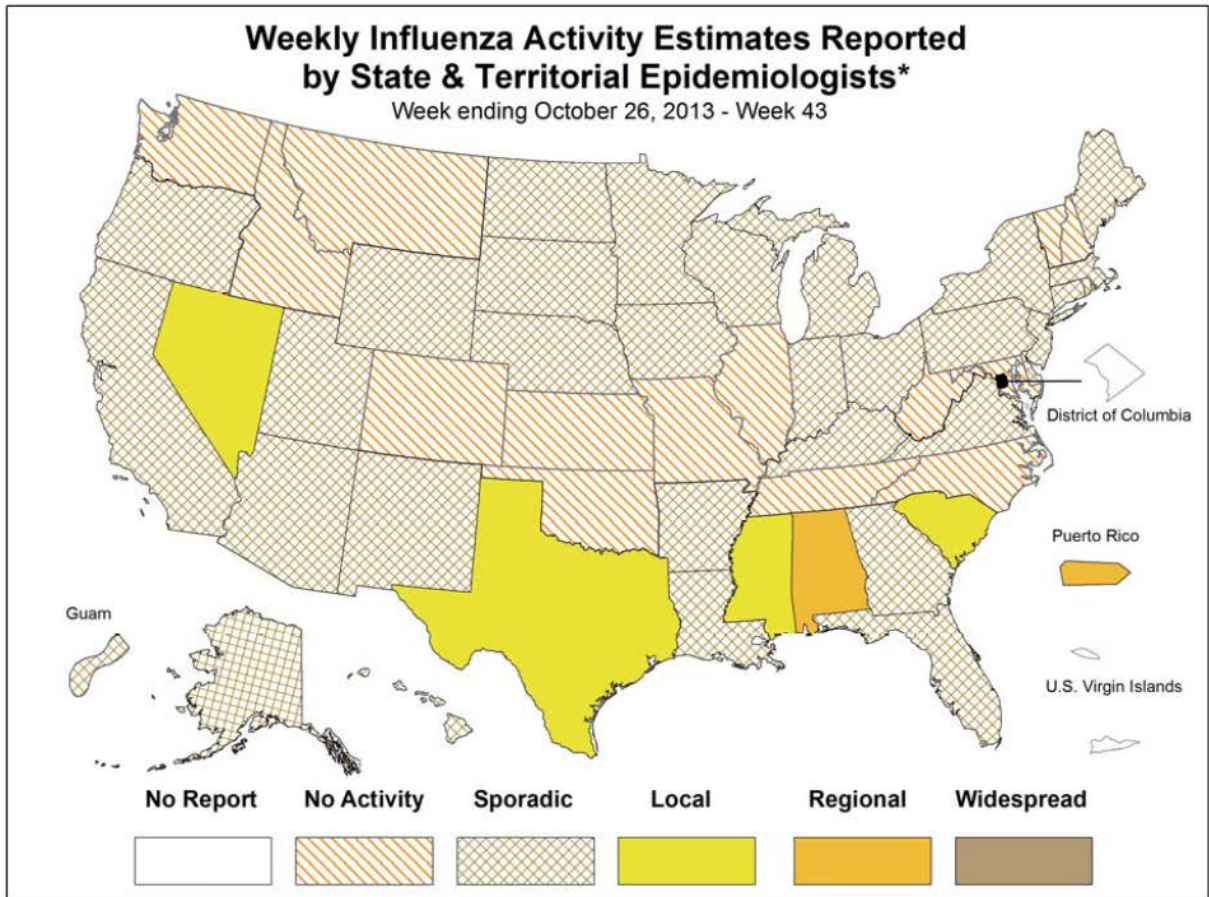 Weekly Influenza Activity Estimates Reported
by State & Territorial Epidemiologists*
Week ending October 26, 2013 - Week 43
District of Columbia
Puerto Rico
Guam
U.S. Virgin Islands
No Report No Activity Sporadic Local Regional Widespread